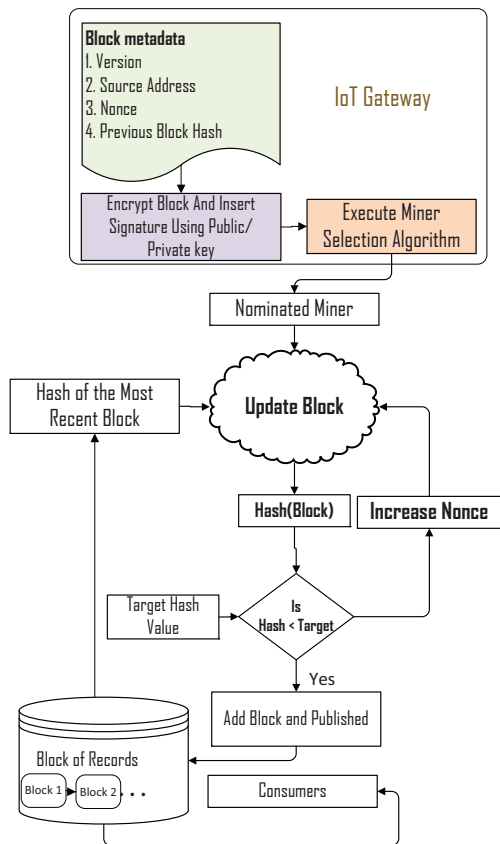 Block metadata
1. Version
2. Source Address
3. Nonce
4. Previous Block Hash
IoT Gateway
Encrypt Block And Insert
Signature Using Public/
Private key
Execute Miner
Selection Algorithm
Nominated Miner
Hash of the Most
Recent Block
Update Block
Hash(Block)
Increase Nonce
Target Hash
Value
Is
Hash < Target
Yes
Add Block and Published
Block of Records
Block 1
Block 2
...
Consumers